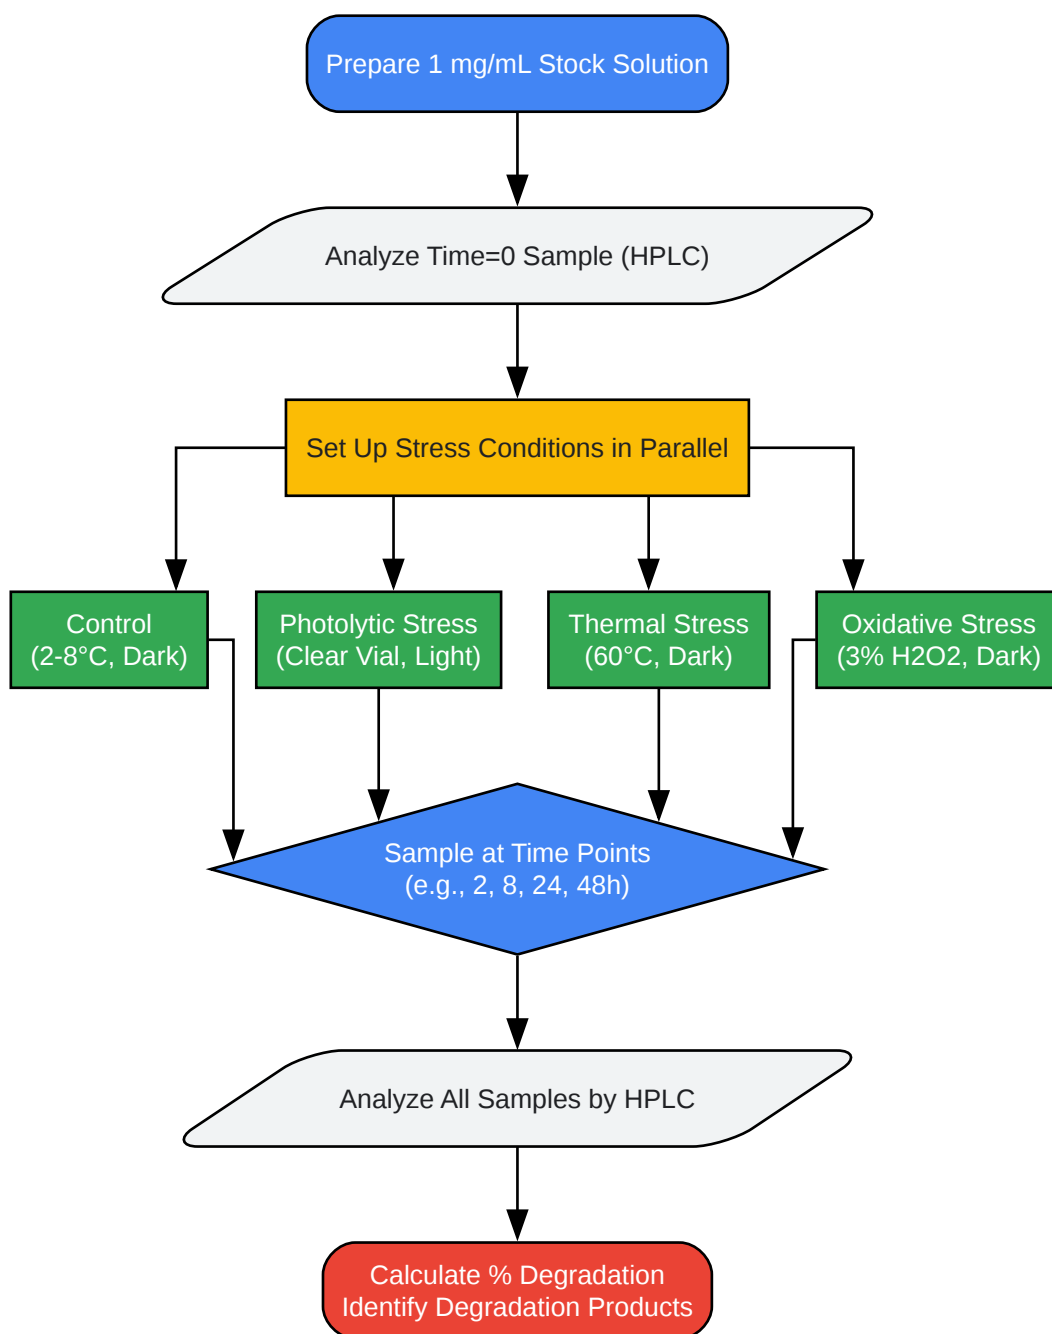 Prepare 1 mg/mL Stock Solution
Analyze Time=0 Sample (HPLC)
Set Up Stress Conditions in Parallel
Control
(2-8°C, Dark)
Photolytic Stress
(Clear Vial, Light)
Thermal Stress
(60°C, Dark)
Oxidative Stress
(3% H2O2, Dark)
Sample at Time Points
(e.g., 2, 8, 24, 48h)
Analyze All Samples by HPLC
Calculate % Degradation
Identify Degradation Products